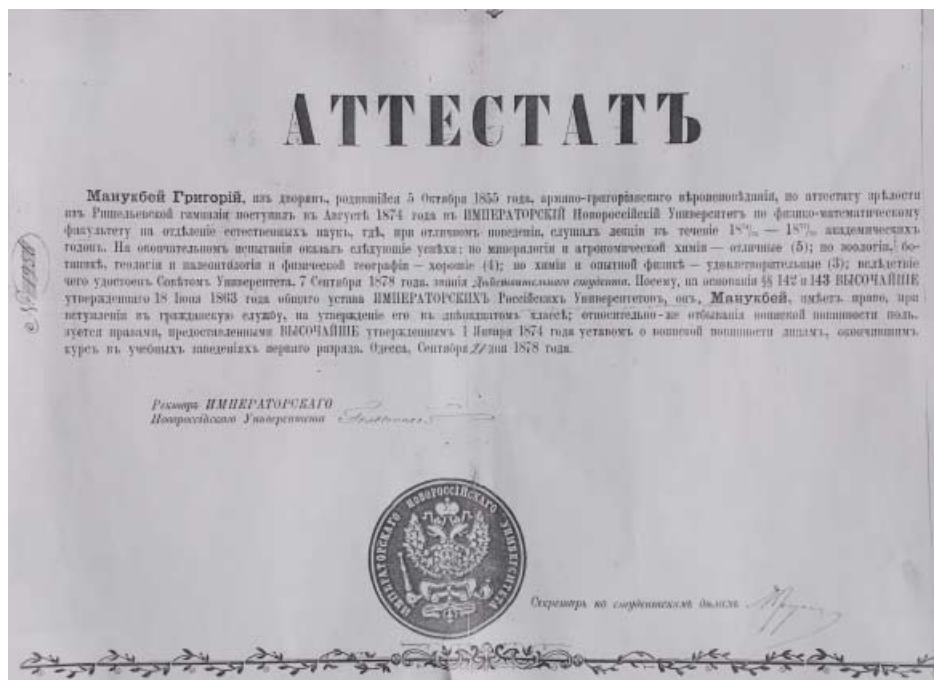 АТТЕСТАТЪ
Манукбей Григорій, изъ дворянъ, родившійся 5 Октября 1855 года, армяно-григоріанскаго вѣроисповѣданія, по аттестату зрѣлости
изъ Ришельевской гимназіи поступилъ въ Августѣ 1874 года въ ИМПЕРАТОРСКІЙ Новороссійскій Университетъ по физико-математическому
факультету на отдѣленіе естественныхъ наукъ, гдѣ, при отличномъ поведеніи, слушалъ лекціи въ теченіе академическихъ
годовъ. На окончательномъ испытаніи оказалъ слѣдующіе успѣхи: по минералогіи и агрономической химіи — отличные (5); по зоологіи, бо-
таникѣ, геологіи и палеонтологіи и физической географіи — хорошіе (4); по химіи и опытной физикѣ — удовлетворительные (3); вслѣдствіе
чего удостоенъ Совѣтомъ Университета, 7 Сентября 1878 года, званія Дѣйствительнаго студента. Посему, на основаніи §§ 142 и 143 ВЫСОЧАЙШЕ
утвержденнаго 18 Іюня 1863 года общаго устава ИМПЕРАТОРСКИХЪ Россійскихъ Университетовъ, онъ, Манукбей, имѣетъ право, при
вступленіи въ гражданскую службу, на утвержденіе его въ двѣнадцатомъ классѣ; относительно-же отбыванія воинской повинности поль-
зуется правами, предоставленными ВЫСОЧАЙШЕ утвержденнымъ 1 Января 1874 года уставомъ о воинской повинности лицамъ, окончившимъ
курсъ въ учебныхъ заведеніяхъ перваго разряда. Одесса, Сентября дня 1878 года.
Ректоръ ИМПЕРАТОРСКАГО
Новороссійскаго Университета
ИМПЕРАТОРСКАГО НОВОРОССІЙСКАГО УНИВЕРСИТЕТА
Секретарь по студентскимъ дѣламъ